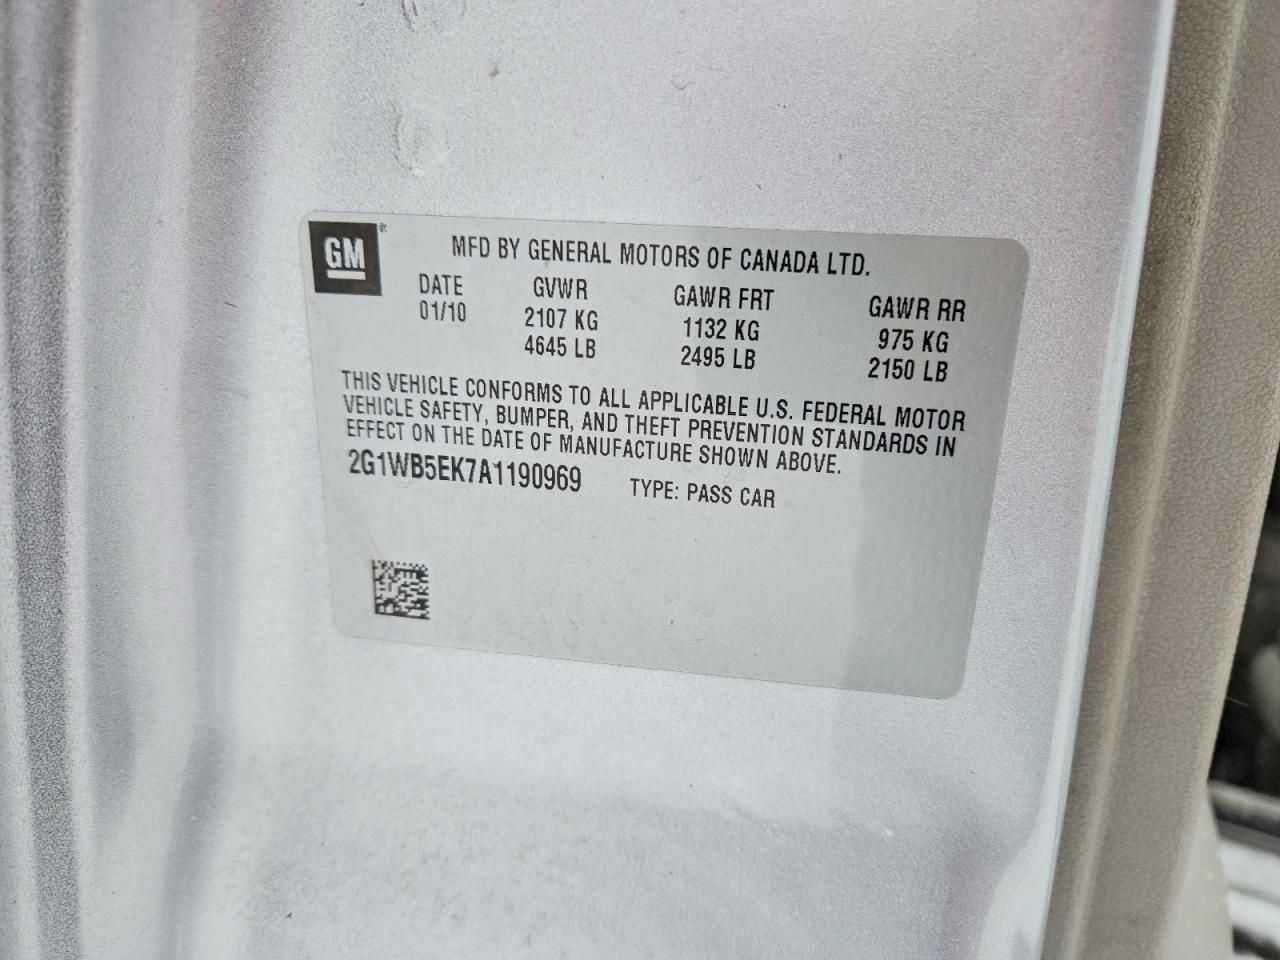 GM®
MFD BY GENERAL MOTORS OF CANADA LTD.
DATE GVWR GAWR FRT GAWR RR
01/10 2107 KG 1132 KG 975 KG
4645 LB 2495 LB 2150 LB
THIS VEHICLE CONFORMS TO ALL APPLICABLE U.S. FEDERAL MOTOR
VEHICLE SAFETY, BUMPER, AND THEFT PREVENTION STANDARDS IN
EFFECT ON THE DATE OF MANUFACTURE SHOWN ABOVE.
2G1WB5EK7A1190969 TYPE: PASS CAR